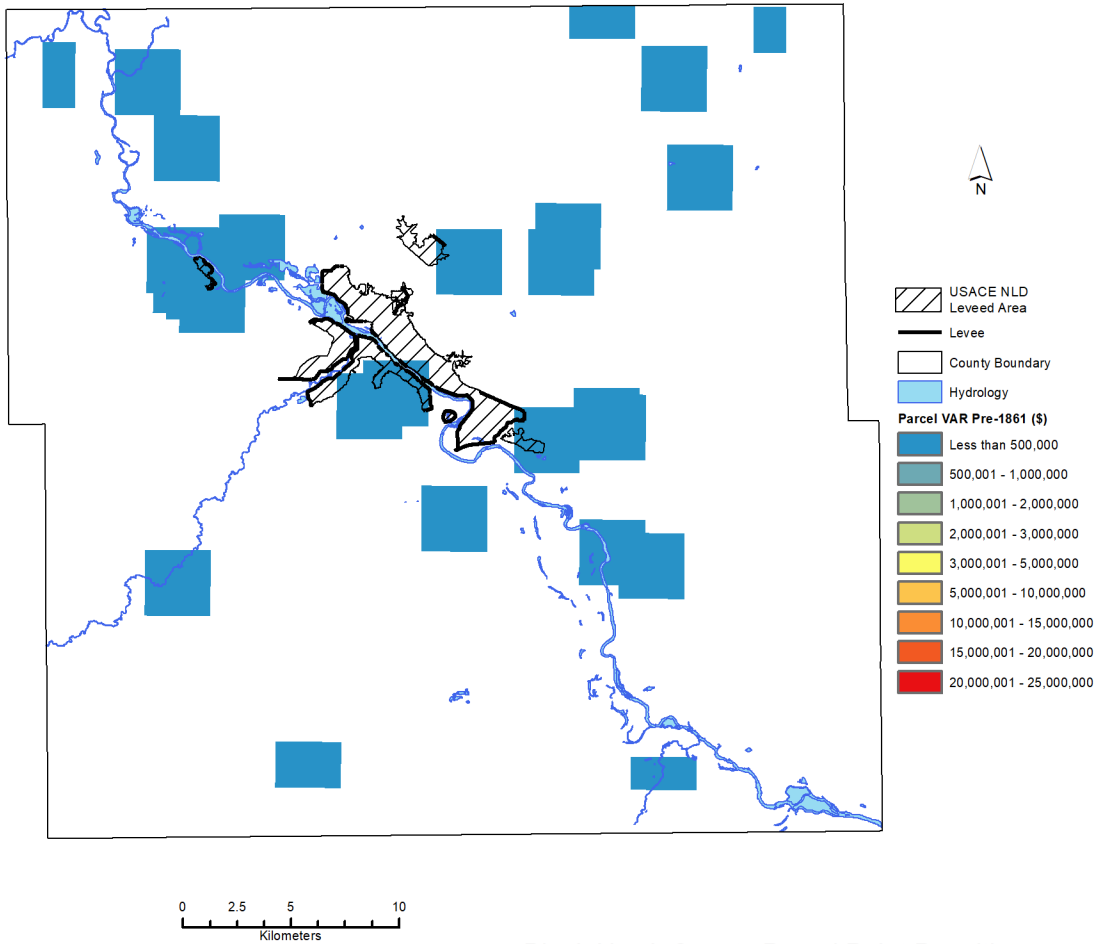 N
USACE NLD
Leveed Area
Levee
County Boundary
Hydrology
Parcel VAR Pre-1861 ($)
Less than 500,000
500,001 - 1,000,000
1,000,001 - 2,000,000
2,000,001 - 3,000,000
3,000,001 - 5,000,000
5,000,001 - 10,000,000
10,000,001 - 15,000,000
15,000,001 - 20,000,000
20,000,001 - 25,000,000
0 2.5 5 10
Kilometers